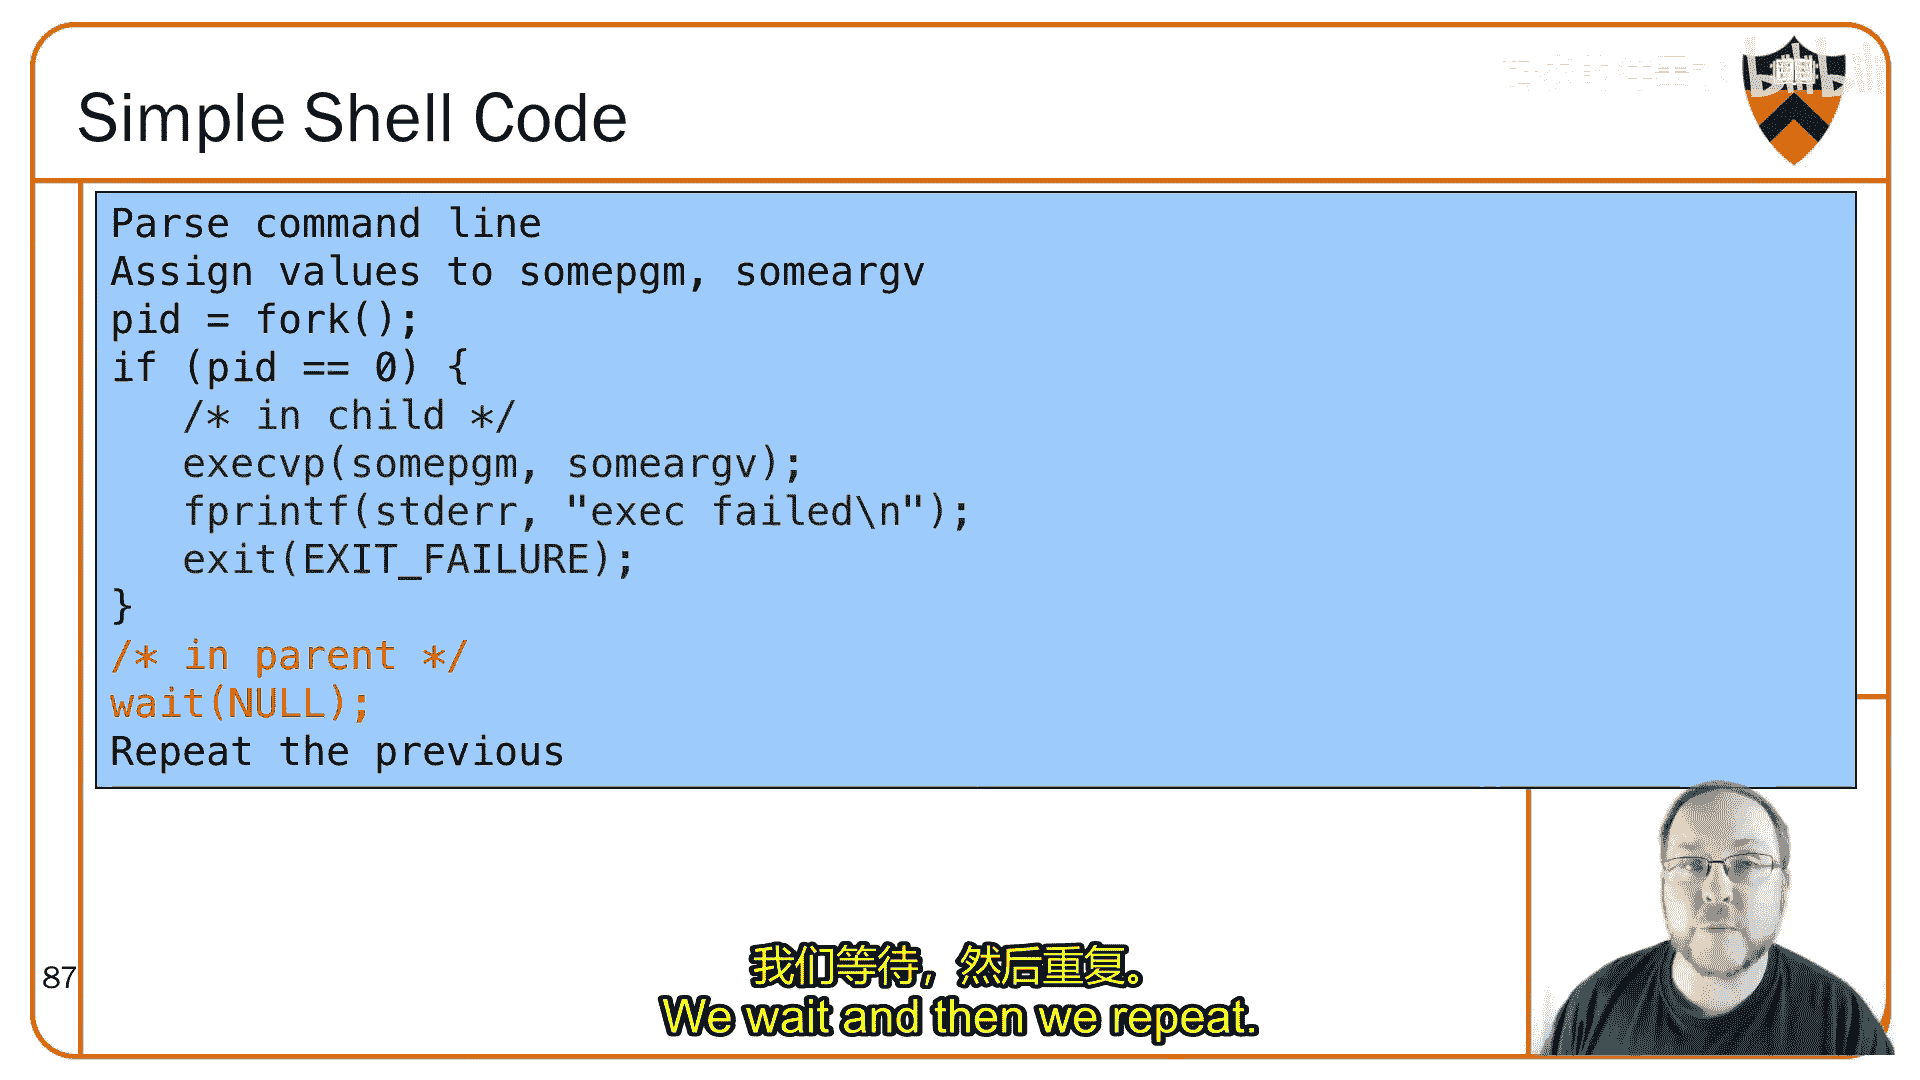 Simple Shell Code
Parse command line
Assign values to somepgm, someargv
pid = fork();
if (pid == 0) {
   /* in child */
   execvp(somepgm, someargv);
   fprintf(stderr, "exec failed\n");
   exit(EXIT_FAILURE);
}
/* in parent */
wait(NULL);
Repeat the previous
87
我们等待，然后重复。
We wait and then we repeat.